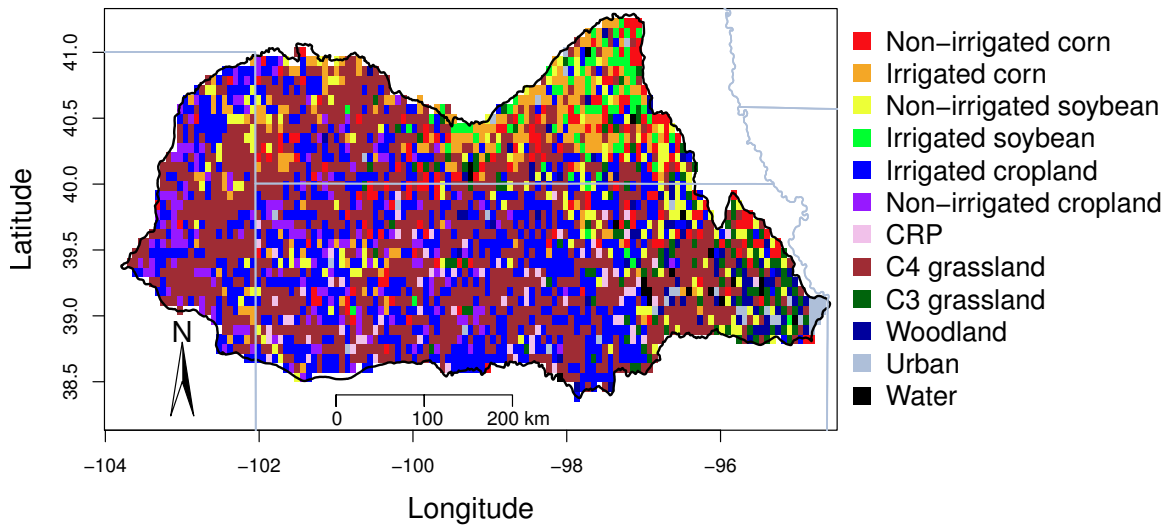 Latitude
41.0
40.5
40.0
39.5
39.0
38.5
N
0 100 200 km
−104 −102 −100 −98 −96
Longitude
Non−irrigated corn
Irrigated corn
Non−irrigated soybean
Irrigated soybean
Irrigated cropland
Non−irrigated cropland
CRP
C4 grassland
C3 grassland
Woodland
Urban
Water